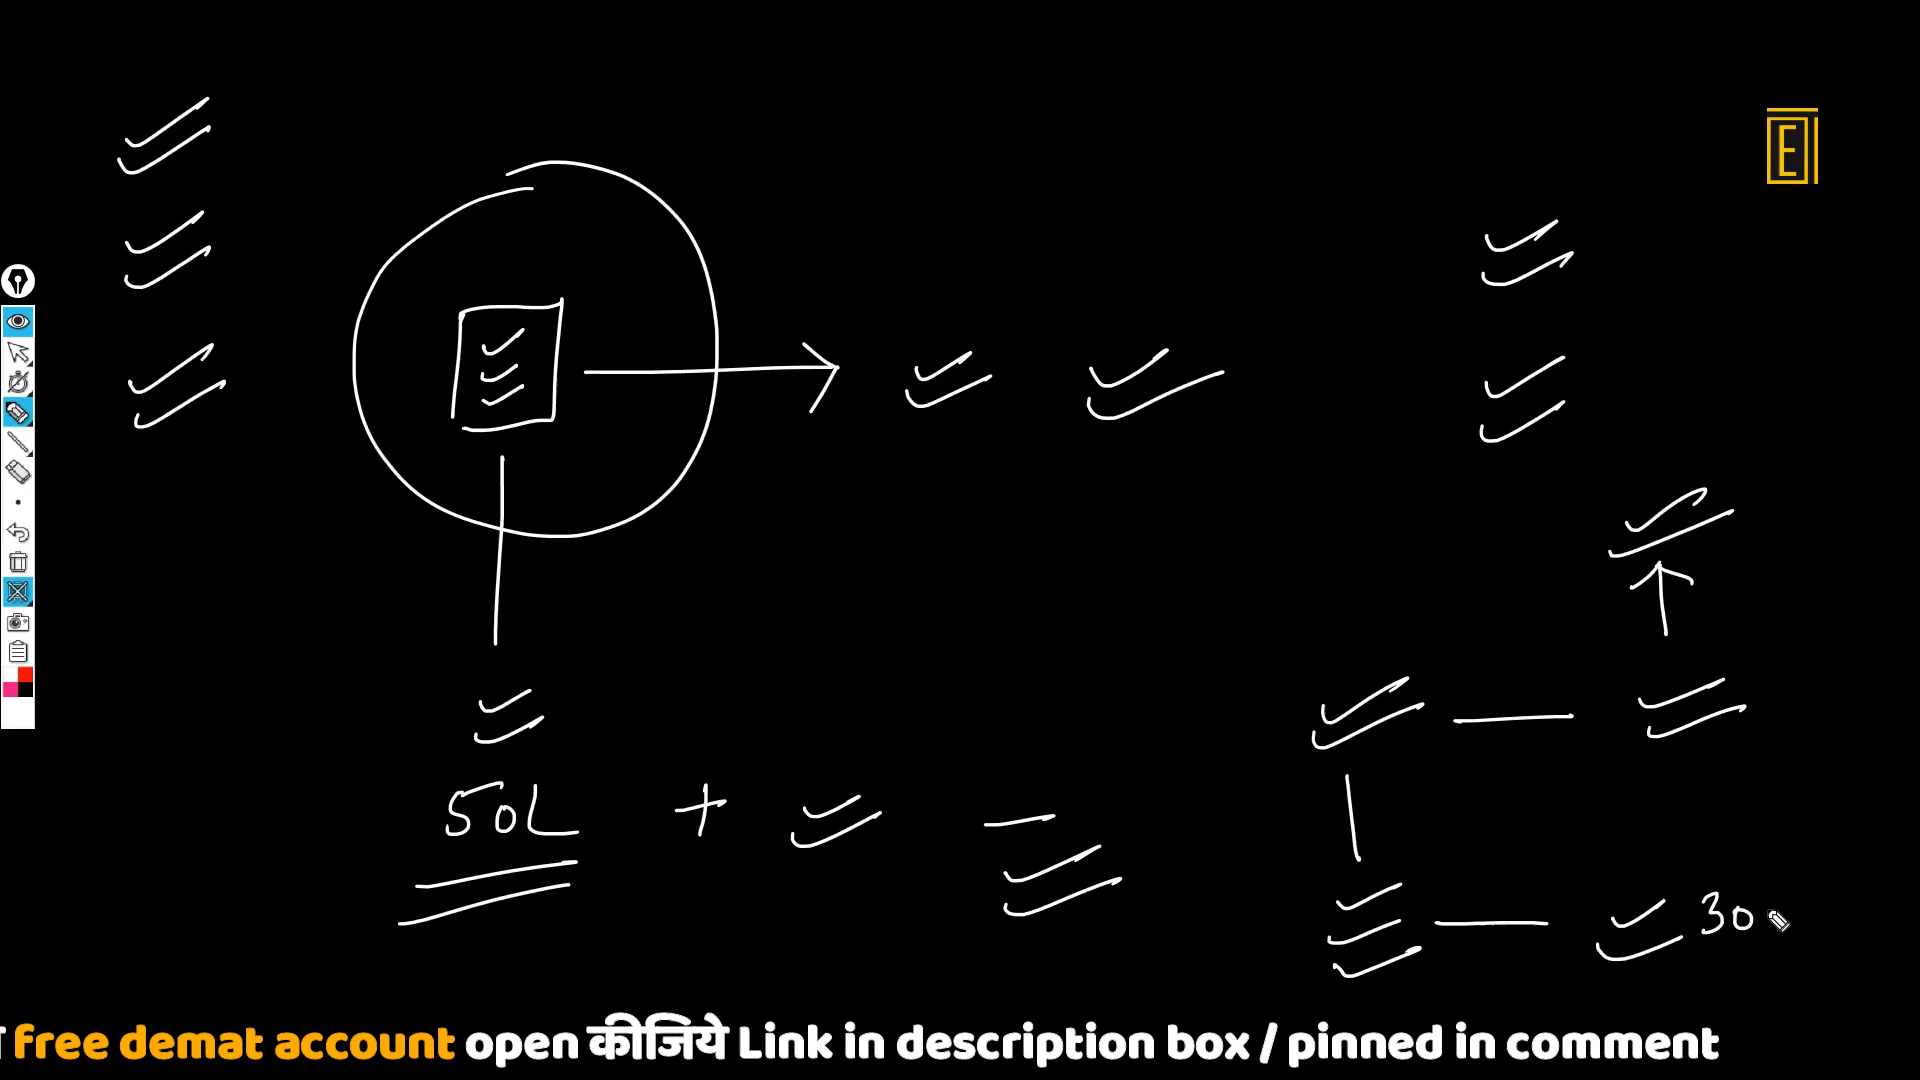 E
50L +
30
free demat account open कीजिये Link in description box / pinned in comment